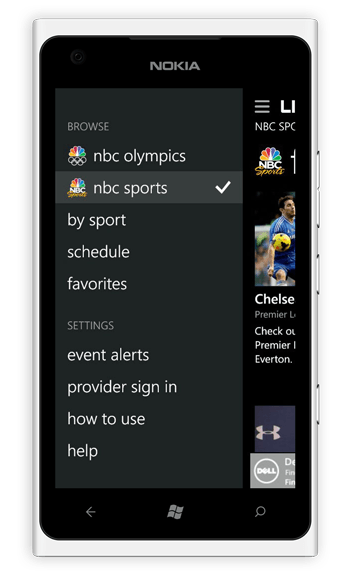 NOKIA
BROWSE
nbc olympics
nbc sports
by sport
schedule
favorites
SETTINGS
event alerts
provider sign in
how to use
help
LI
NBC SPO
NBC
Sports
Chelse
Premier L
Check ou
Premier
Everton.
DELL
De
Fin
Fin